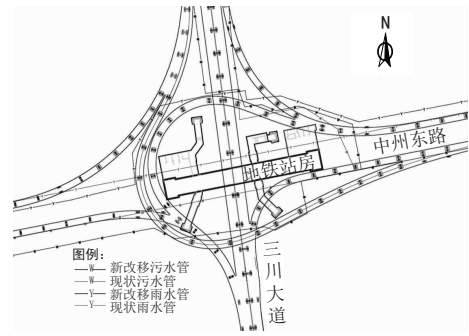 N
中州东路
地铁站房
三川大道
图例：
—W— 新改移污水管
—W— 现状污水管
—Y— 新改移雨水管
—Y— 现状雨水管